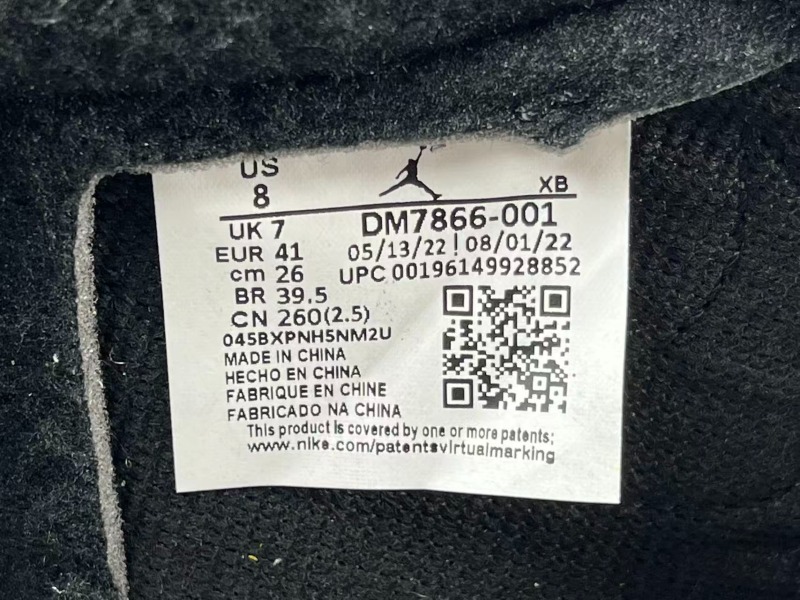 US
8
XB
UK 7
DM7866-001
EUR 41
05/13/22 | 08/01/22
cm 26
UPC 00196149928852
BR 39.5
CN 260(2.5)
045BXPNH5NM2U
MADE IN CHINA
HECHO EN CHINA
FABRIQUE EN CHINE
FABRICADO NA CHINA
This product is covered by one or more patents;
www.nike.com/patentsvirtualmarking